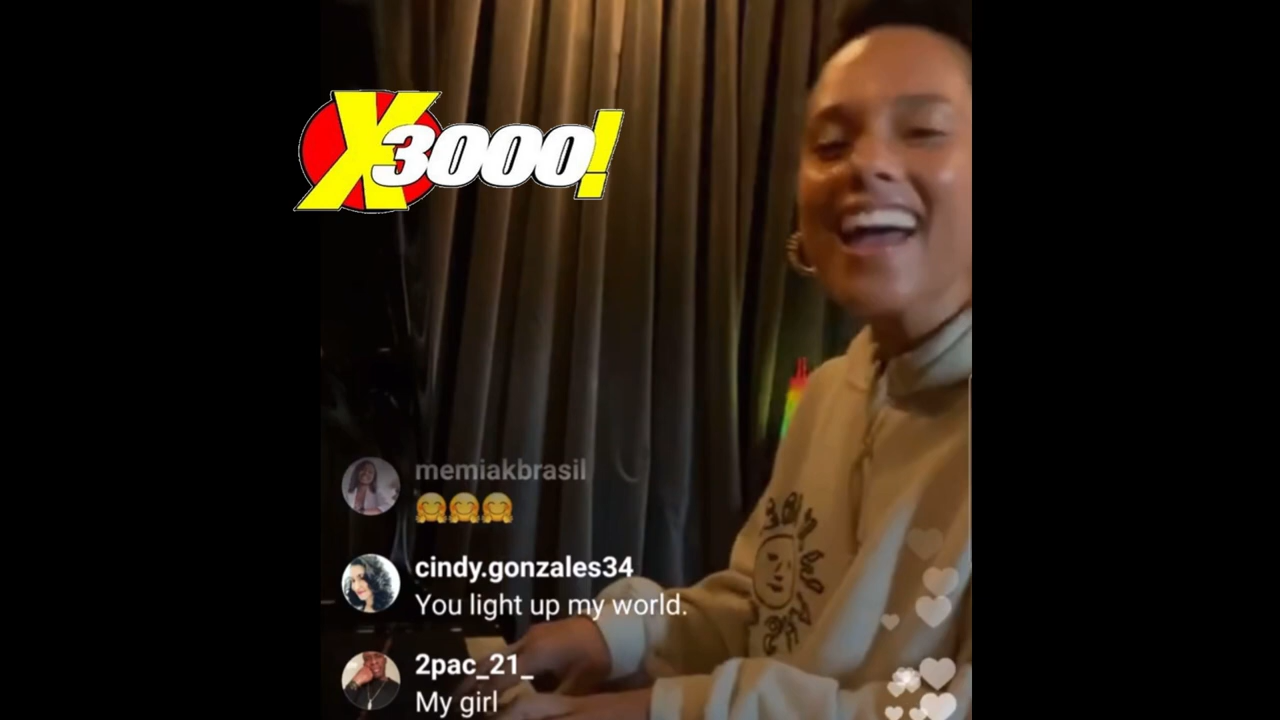 X3000!
memiakbrasil
🤗🤗🤗
cindy.gonzales34
You light up my world.
2pac_21_
My girl